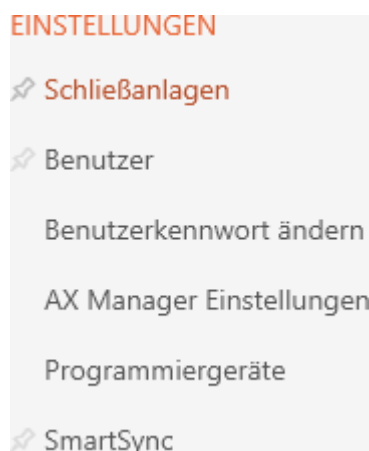 EINSTELLUNGEN
Schließanlagen
Benutzer
Benutzerkennwort ändern
AX Manager Einstellungen
Programmiergeräte
SmartSync